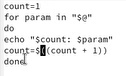 count=1
for param in "$@"
do
echo "$count: $param"
count=$((count + 1))
done